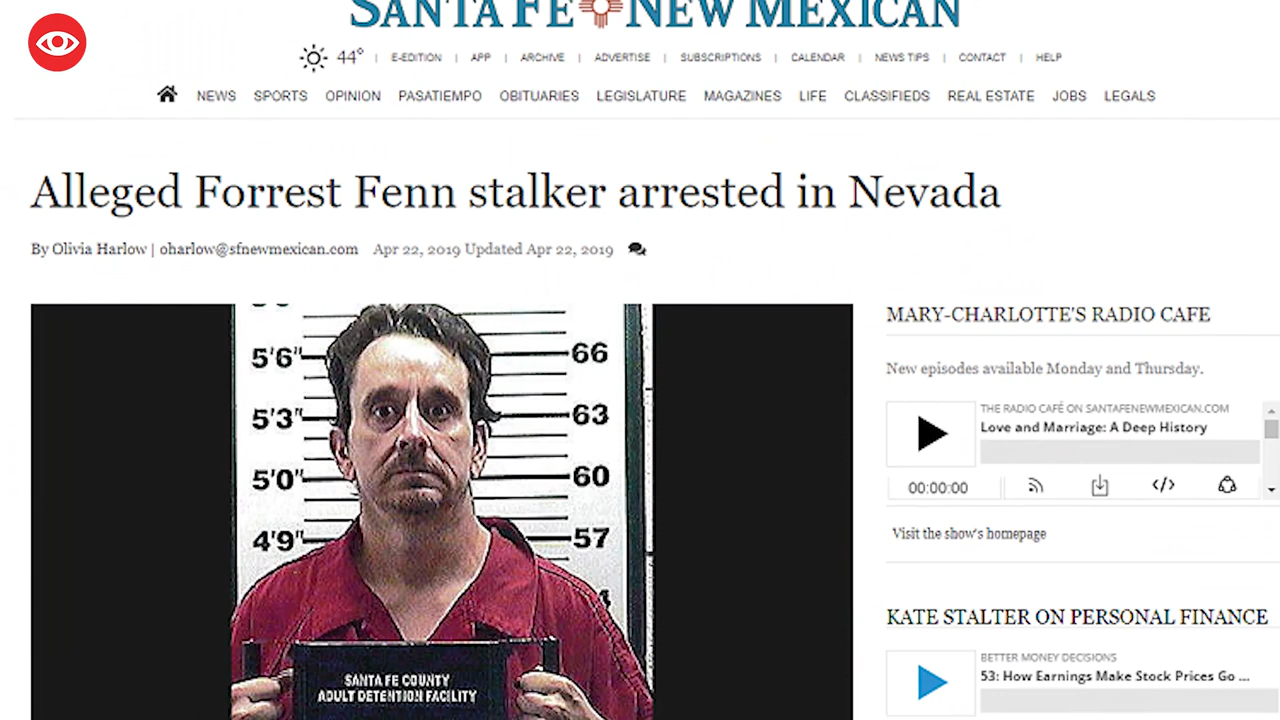 SANTA FE NEW MEXICAN
44° | E-EDITION | APP | ARCHIVE | ADVERTISE | SUBSCRIPTIONS | CALENDAR | NEWS TIPS | CONTACT | HELP
NEWS SPORTS OPINION PASATIEMPO OBITUARIES LEGISLATURE MAGAZINES LIFE CLASSIFIEDS REAL ESTATE JOBS LEGALS
Alleged Forrest Fenn stalker arrested in Nevada
By Olivia Harlow | oharlow@sfnewmexican.com Apr 22, 2019 Updated Apr 22, 2019
5'6" 66
5'3" 63
5'0" 60
4'9" 57
SANTA FE COUNTY
ADULT DETENTION FACILITY
MARY-CHARLOTTE'S RADIO CAFE
New episodes available Monday and Thursday.
THE RADIO CAFÉ ON SANTAFENEWMEXICAN.COM
Love and Marriage: A Deep History
00:00:00
Visit the show's homepage
KATE STALTER ON PERSONAL FINANCE
BETTER MONEY DECISIONS
53: How Earnings Make Stock Prices Go ...